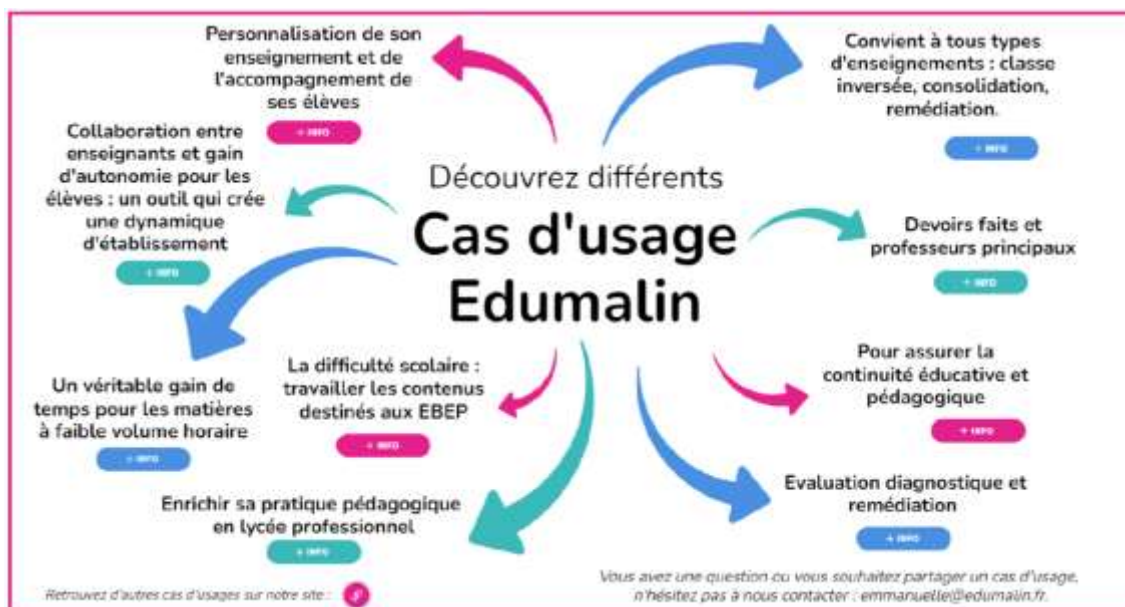 Personnalisation de son
enseignement et de
l'accompagnement de
ses élèves
+ INFO
Collaboration entre
enseignants et gain
d'autonomie pour les
élèves : un outil qui crée
une dynamique
d'établissement
+ INFO
Un véritable gain de
temps pour les matières
à faible volume horaire
+ INFO
La difficulté scolaire :
travailler les contenus
destinés aux EBEP
+ INFO
Enrichir sa pratique pédagogique
en lycée professionnel
+ INFO
Découvrez différents
Cas d'usage
Edumalin
Convient à tous types
d'enseignements : classe
inversée, consolidation,
remédiation.
+ INFO
Devoirs faits et
professeurs principaux
+ INFO
Pour assurer la
continuité éducative et
pédagogique
+ INFO
Evaluation diagnostique et
remédiation
+ INFO
Retrouvez d'autres cas d'usages sur notre site :
Vous avez une question ou vous souhaitez partager un cas d'usage,
n'hésitez pas à nous contacter : emmanuelle@edumalin.fr.